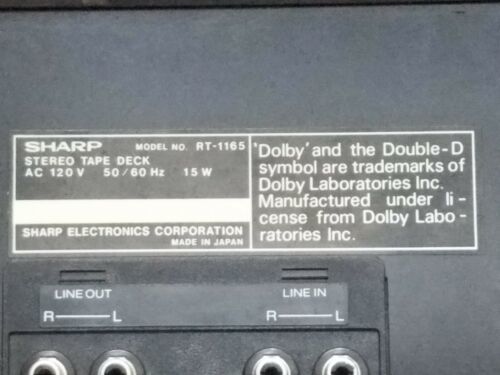 SHARP MODEL NO. RT-1165
STEREO TAPE DECK
AC 120 V 50/60 Hz 15 W
SHARP ELECTRONICS CORPORATION
MADE IN JAPAN
'Dolby' and the Double-D
symbol are trademarks of
Dolby Laboratories Inc.
Manufactured under li-
cense from Dolby Labo-
ratories Inc.
LINE OUT
R L
LINE IN
R L